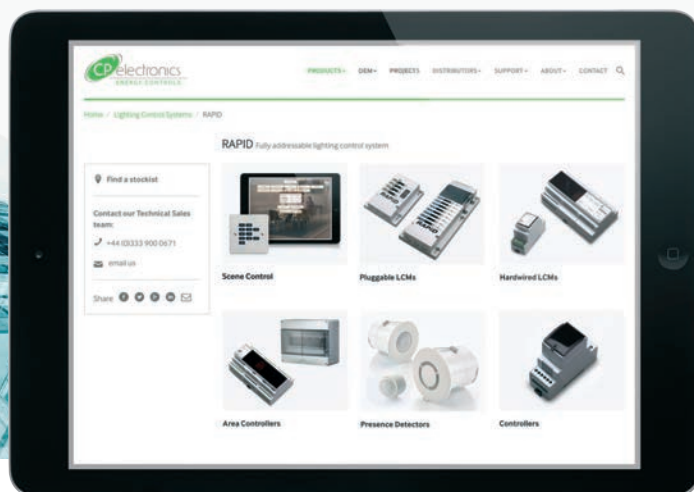 CP electronics
ENERGY CONTROLS
PRODUCTS OEM PROJECTS DISTRIBUTORS SUPPORT ABOUT CONTACT
Home / Lighting Control Systems / RAPID
RAPID Fully addressable lighting control system
Find a stockist
Contact our Technical Sales
team:
+44 (0)333 900 0671
email us
Share
RAPID
RAPID
Scene Control
Pluggable LCMs
Hardwired LCMs
Area Controllers
Presence Detectors
Controllers